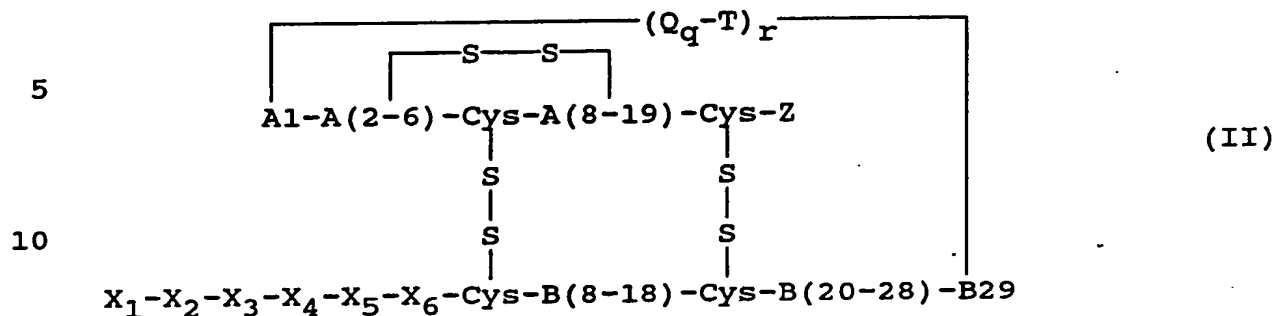 (Qq-T)r
S S
5
A1-A(2-6)-Cys-A(8-19)-Cys-Z
(II)
S S
S S
10
X1-X2-X3-X4-X5-X6-Cys-B(8-18)-Cys-B(20-28)-B29